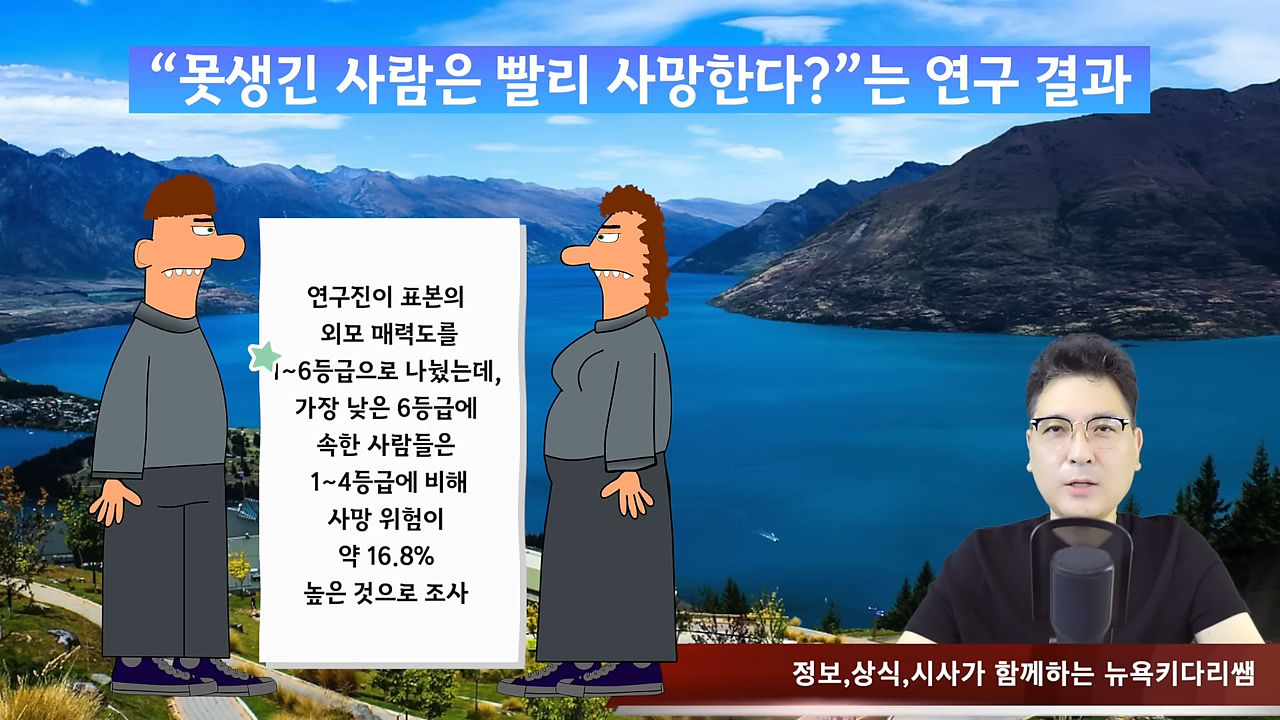 “못생긴 사람은 빨리 사망한다?”는 연구 결과
연구진이 표본의
외모 매력도를
1~6등급으로 나눴는데,
가장 낮은 6등급에
속한 사람들은
1~4등급에 비해
사망 위험이
약 16.8%
높은 것으로 조사
정보,상식,시사가 함께하는 뉴욕키다리쌤